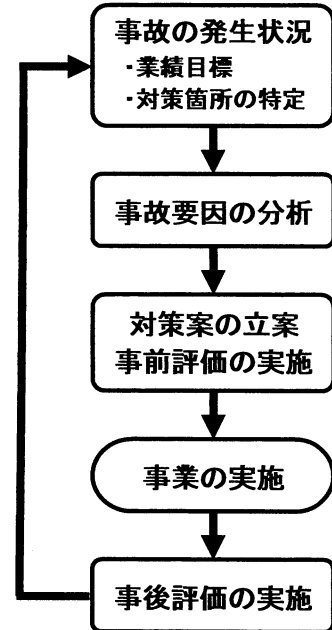 事故の発生状況
・業績目標
・対策箇所の特定
事故要因の分析
対策案の立案
事前評価の実施
事業の実施
事後評価の実施